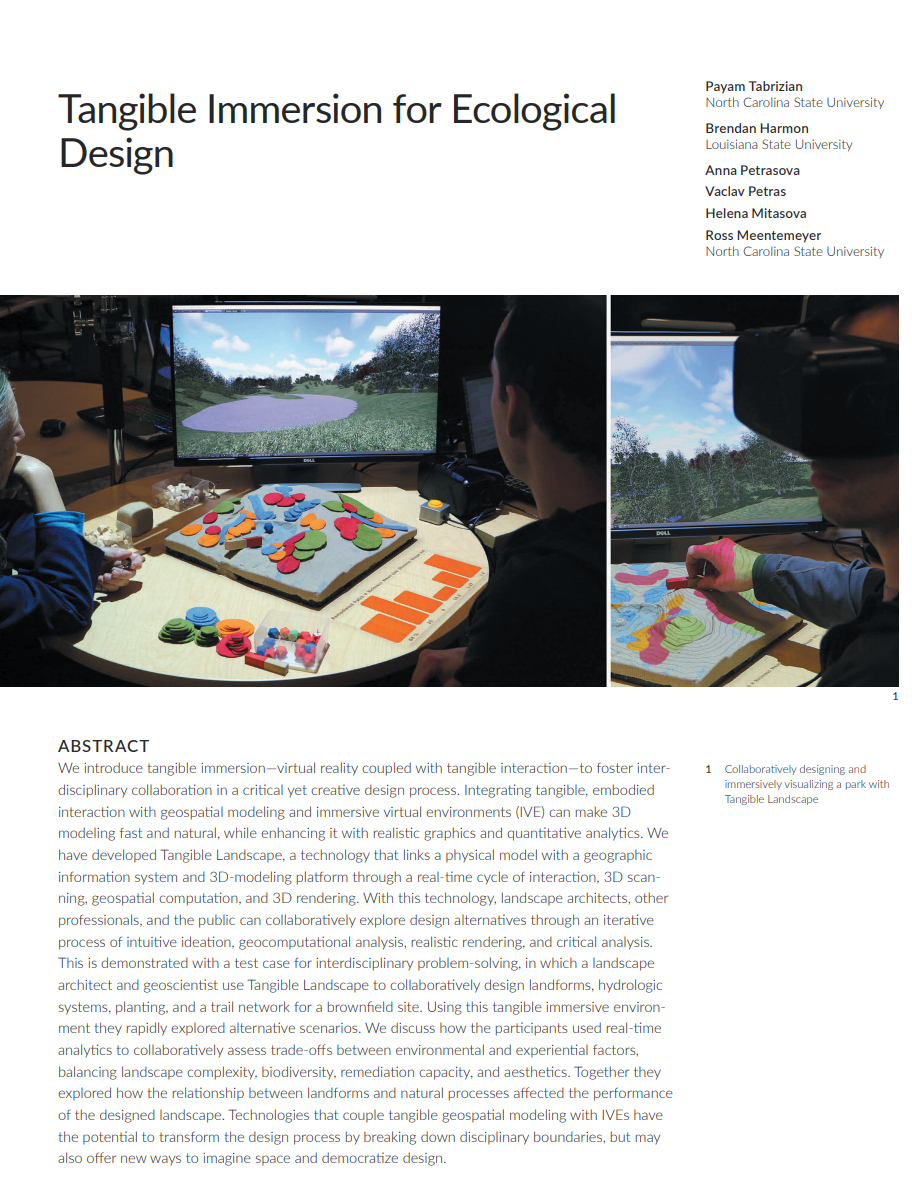 Tangible Immersion for Ecological
Design
Payam Tabrizian
North Carolina State University
Brendan Harmon
Louisiana State University
Anna Petrasova
Vaclav Petras
Helena Mitasova
Ross Meentemeyer
North Carolina State University
DELL
DELL
1
ABSTRACT
We introduce tangible immersion—virtual reality coupled with tangible interaction—to foster inter-
disciplinary collaboration in a critical yet creative design process. Integrating tangible, embodied
interaction with geospatial modeling and immersive virtual environments (IVE) can make 3D
modeling fast and natural, while enhancing it with realistic graphics and quantitative analytics. We
have developed Tangible Landscape, a technology that links a physical model with a geographic
information system and 3D-modeling platform through a real-time cycle of interaction, 3D scan-
ning, geospatial computation, and 3D rendering. With this technology, landscape architects, other
professionals, and the public can collaboratively explore design alternatives through an iterative
process of intuitive ideation, geocomputational analysis, realistic rendering, and critical analysis.
This is demonstrated with a test case for interdisciplinary problem-solving, in which a landscape
architect and geoscientist use Tangible Landscape to collaboratively design landforms, hydrologic
systems, planting, and a trail network for a brownfield site. Using this tangible immersive environ-
ment they rapidly explored alternative scenarios. We discuss how the participants used real-time
analytics to collaboratively assess trade-offs between environmental and experiential factors,
balancing landscape complexity, biodiversity, remediation capacity, and aesthetics. Together they
explored how the relationship between landforms and natural processes affected the performance
of the designed landscape. Technologies that couple tangible geospatial modeling with IVEs have
the potential to transform the design process by breaking down disciplinary boundaries, but may
also offer new ways to imagine space and democratize design.
1 Collaboratively designing and
immersively visualizing a park with
Tangible Landscape